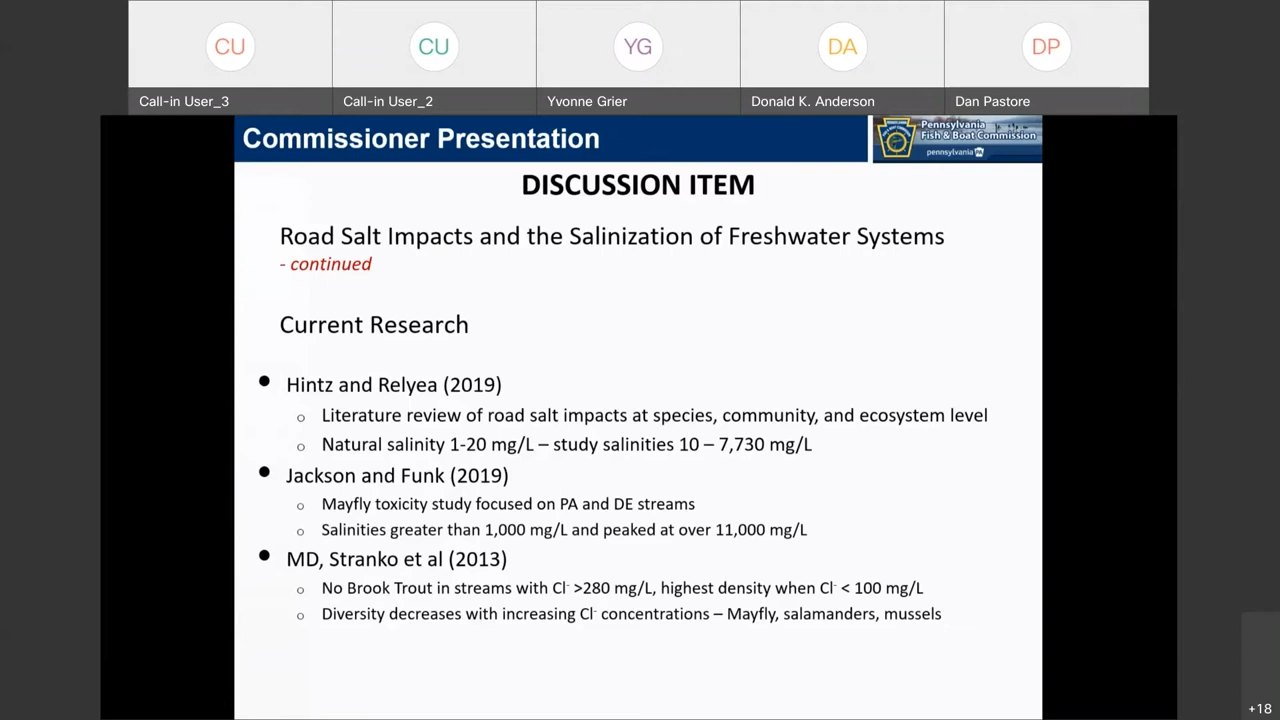 CU
CU
YG
DA
DP
Call-in User_3
Call-in User_2
Yvonne Grier
Donald K. Anderson
Dan Pastore
Commissioner Presentation
Pennsylvania
Fish & Boat Commission
pennsylvania PA
DISCUSSION ITEM
Road Salt Impacts and the Salinization of Freshwater Systems
- continued
Current Research
• Hintz and Relyea (2019)
o Literature review of road salt impacts at species, community, and ecosystem level
o Natural salinity 1-20 mg/L – study salinities 10 – 7,730 mg/L
• Jackson and Funk (2019)
o Mayfly toxicity study focused on PA and DE streams
o Salinities greater than 1,000 mg/L and peaked at over 11,000 mg/L
• MD, Stranko et al (2013)
o No Brook Trout in streams with Cl⁻ >280 mg/L, highest density when Cl⁻ < 100 mg/L
o Diversity decreases with increasing Cl⁻ concentrations – Mayfly, salamanders, mussels
+18